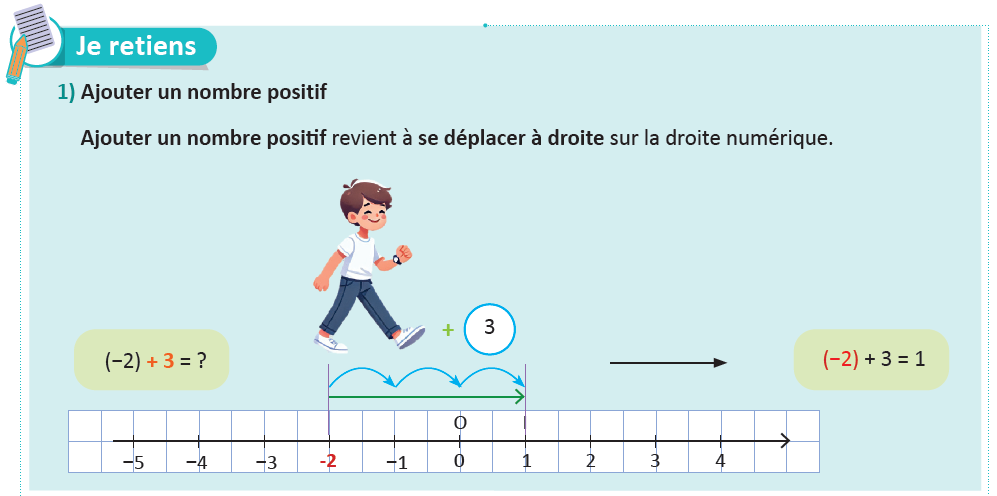 Je retiens
1) Ajouter un nombre positif
Ajouter un nombre positif revient à se déplacer à droite sur la droite numérique.
+ 3
(−2) + 3 = ?
(−2) + 3 = 1
O I
−5 −4 −3 -2 −1 0 1 2 3 4